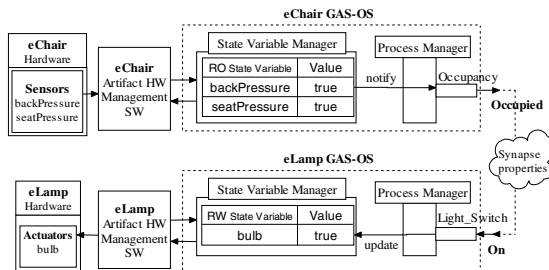 eChair GAS-OS
eChair
Hardware
Sensors
backPressure
seatPressure
eChair
Artifact HW
Management
SW
State Variable Manager
RO State Variable Value
backPressure true
seatPressure true
notify
Process Manager
Occupancy
Occupied
Synapse
properties
eLamp GAS-OS
eLamp
Hardware
Actuators
bulb
eLamp
Artifact HW
Management
SW
State Variable Manager
RW State Variable Value
bulb true
update
Process Manager
Light_Switch
On